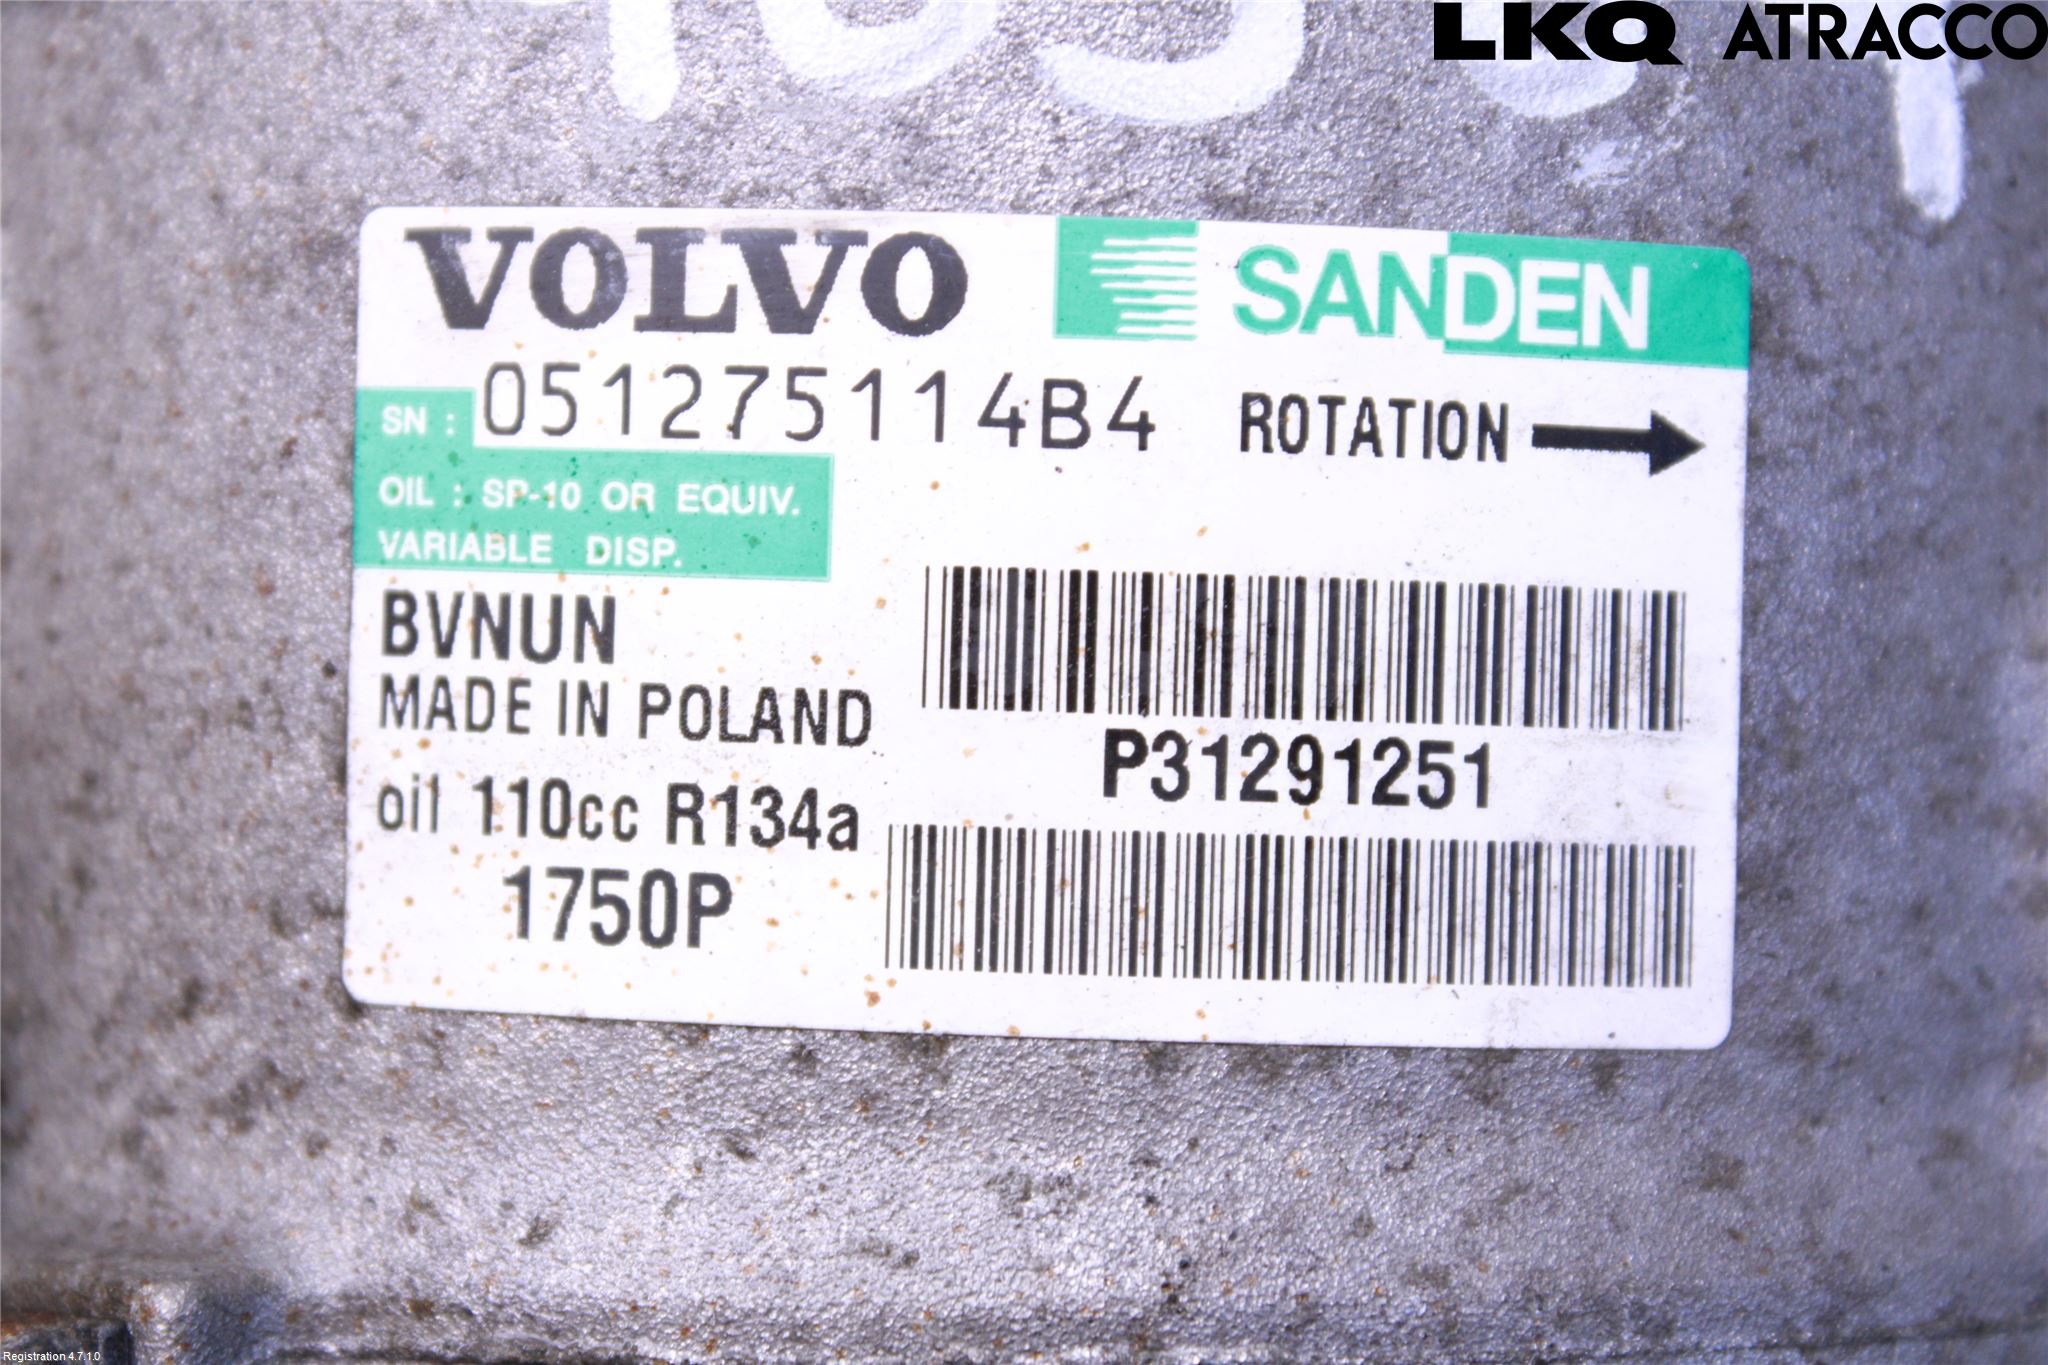 LKQ ATRACCO
VOLVO SANDEN
SN : 051275114B4 ROTATION
OIL : SP-10 OR EQUIV.
VARIABLE DISP.
BVNUN
MADE IN POLAND
P31291251
oil 110cc R134a
1750P
Registration 4.7.1.0